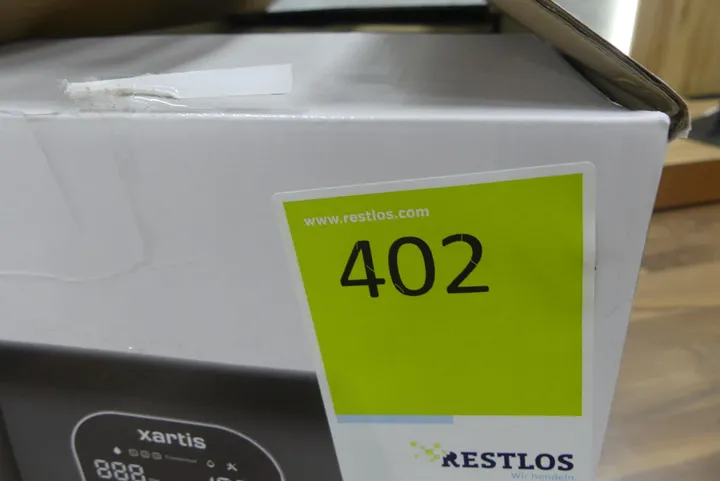 www.restlos.com
402
xartis
888
RESTLOS
Wir handeln